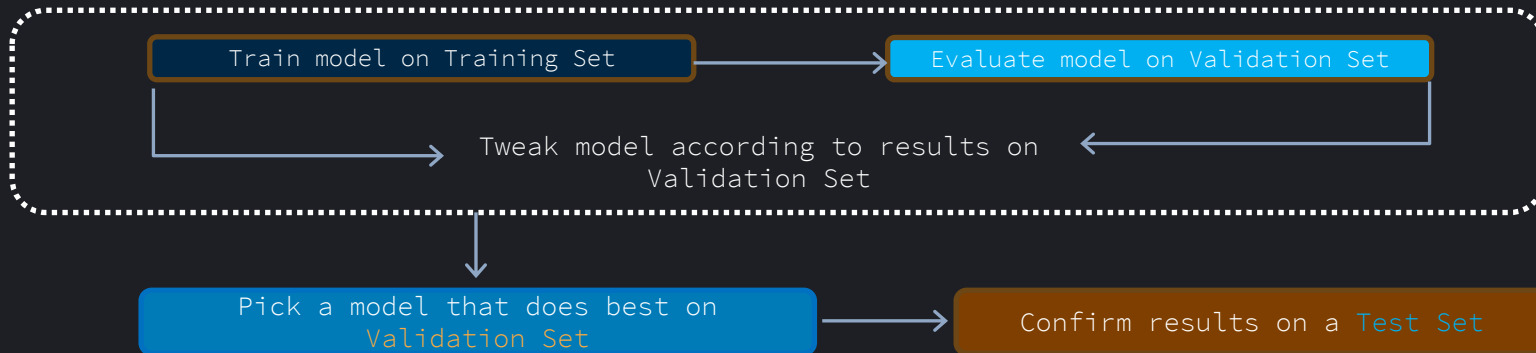 Train model on Training Set
Evaluate model on Validation Set
Tweak model according to results on
Validation Set
Pick a model that does best on
Validation Set
Confirm results on a Test Set